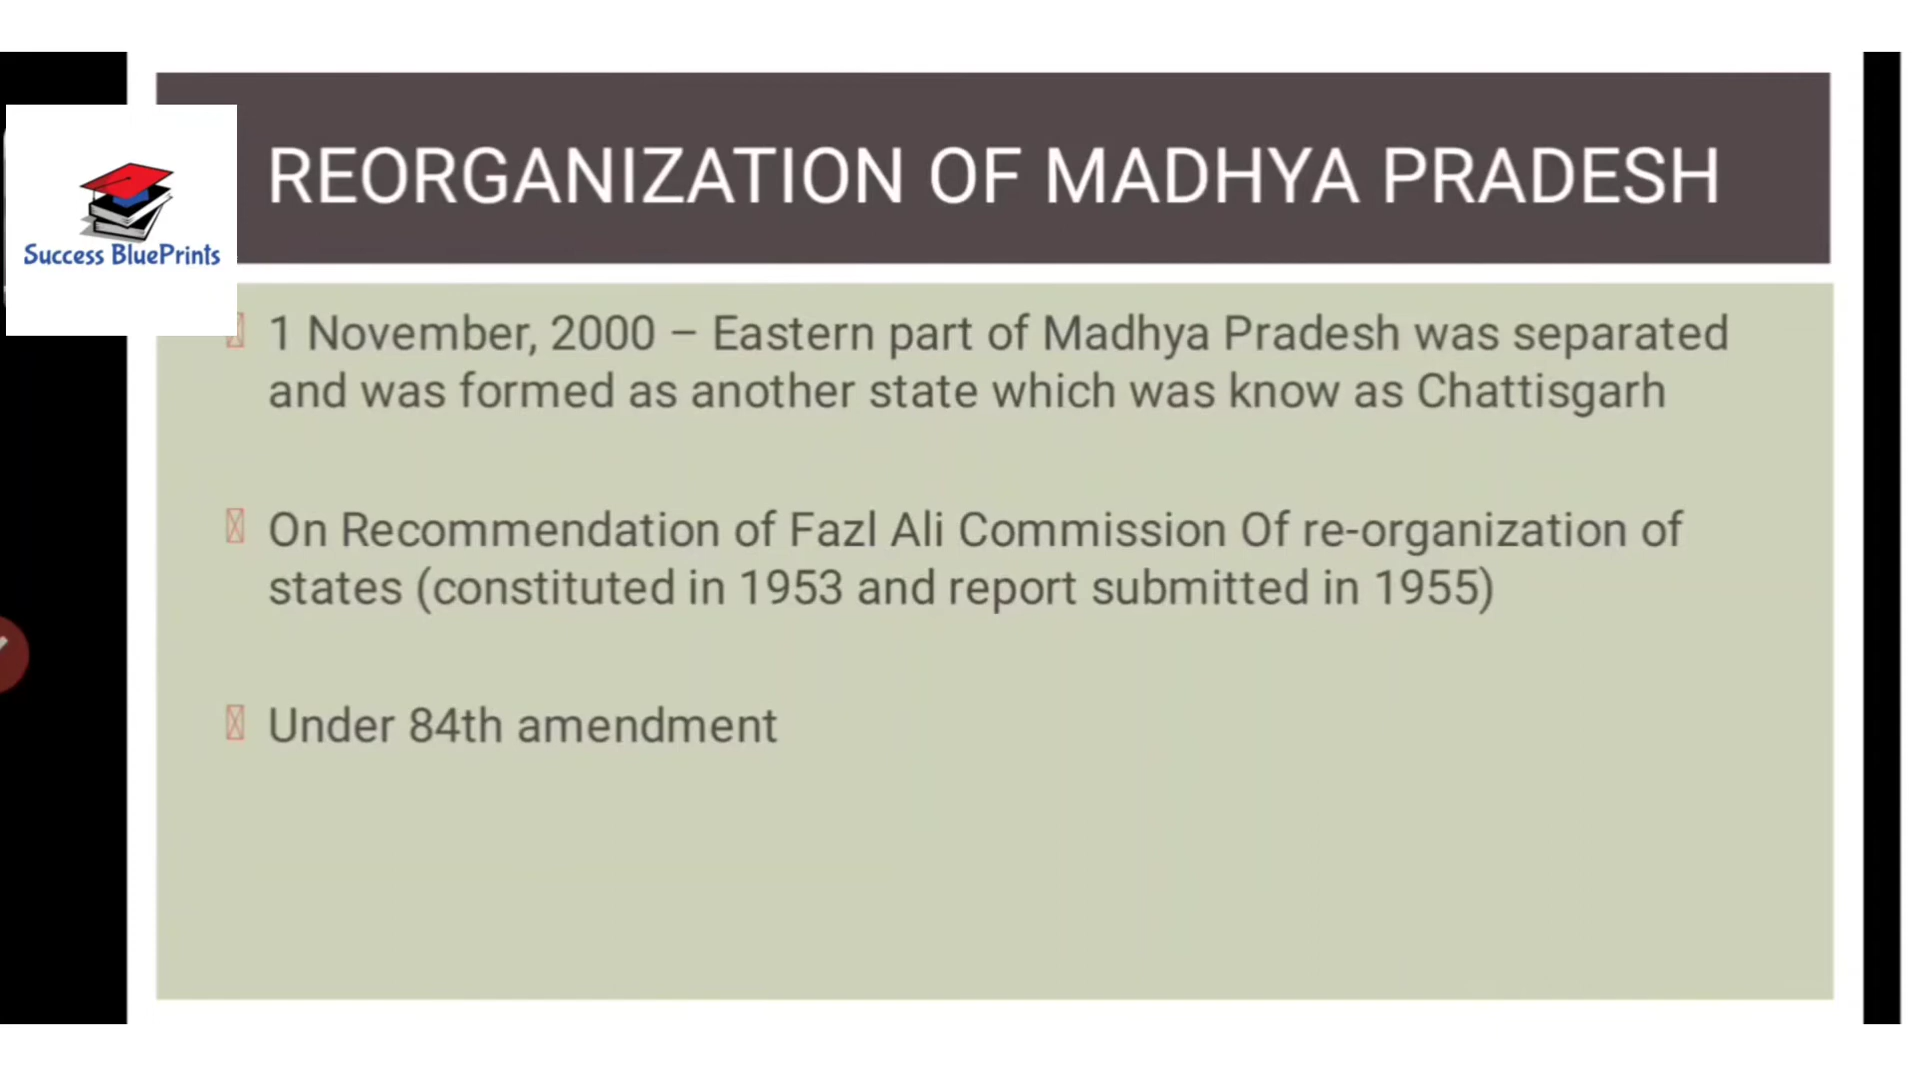 REORGANIZATION OF MADHYA PRADESH
Success BluePrints
1 November, 2000 – Eastern part of Madhya Pradesh was separated
and was formed as another state which was know as Chattisgarh
On Recommendation of Fazl Ali Commission Of re-organization of
states (constituted in 1953 and report submitted in 1955)
Under 84th amendment